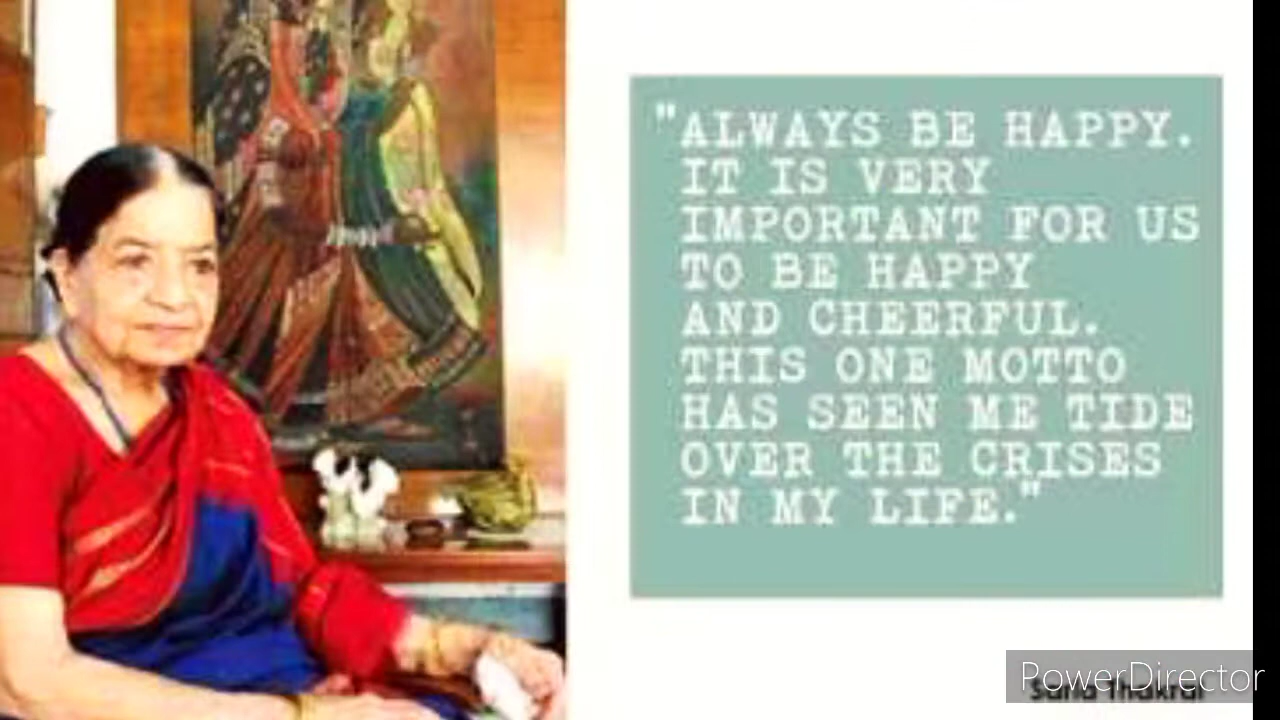 "ALWAYS BE HAPPY.
IT IS VERY
IMPORTANT FOR US
TO BE HAPPY
AND CHEERFUL.
THIS ONE MOTTO
HAS SEEN ME TIDE
OVER THE CRISES
IN MY LIFE."
PowerDirector